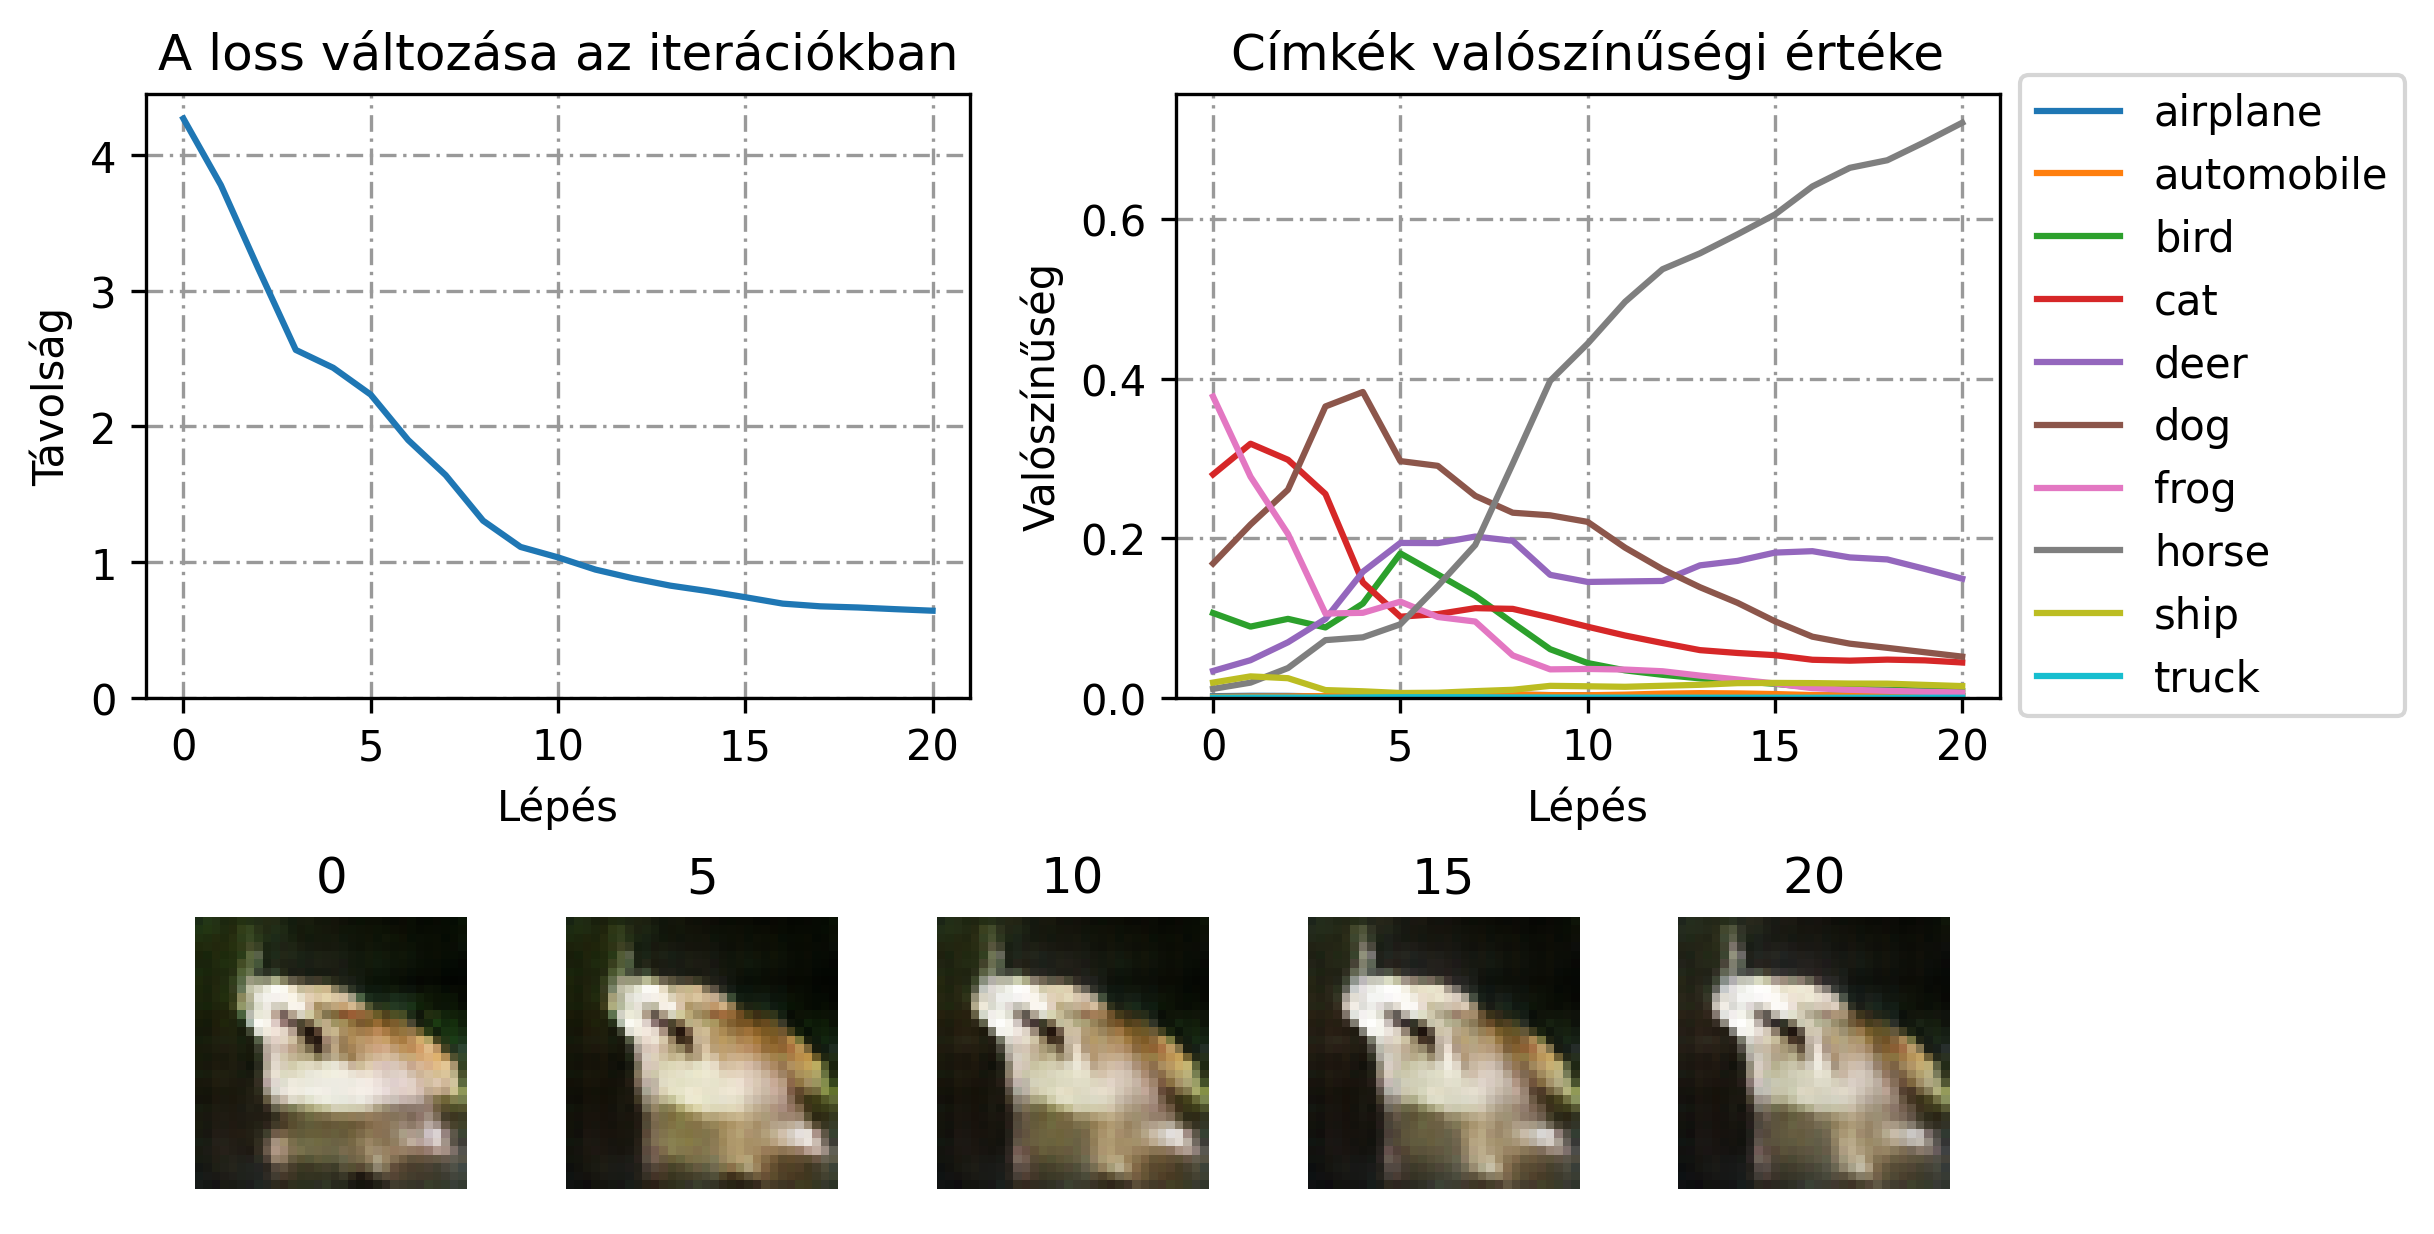 A loss változása az iterációkban
Távolság
4
3
2
1
0
0 5 10 15 20
Lépés
Címkék valószínűségi értéke
Valószínűség
0.6
0.4
0.2
0.0
0 5 10 15 20
Lépés
airplane
automobile
bird
cat
deer
dog
frog
horse
ship
truck
0 5 10 15 20